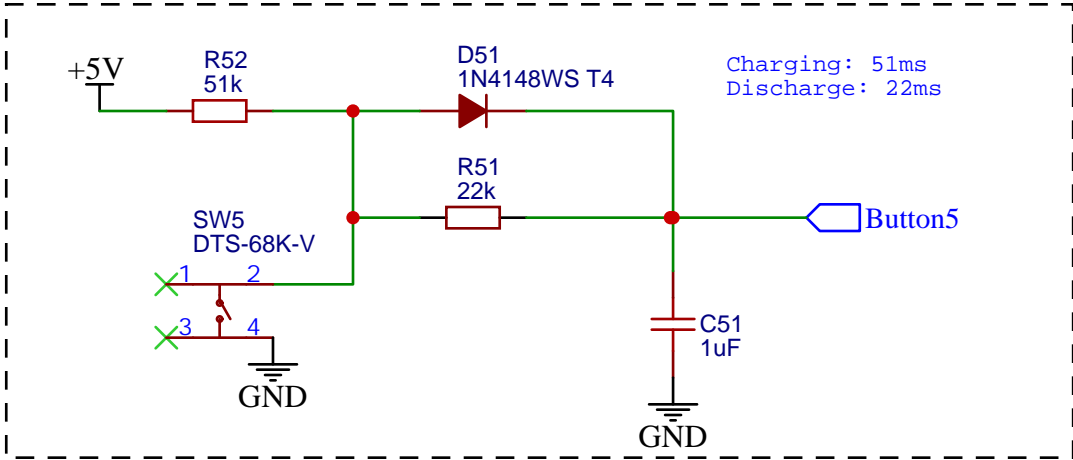 +5V
R52
51k
D51
1N4148WS T4
Charging: 51ms
Discharge: 22ms
R51
22k
SW5
DTS-68K-V
Button5
1
2
3
4
GND
C51
1uF
GND